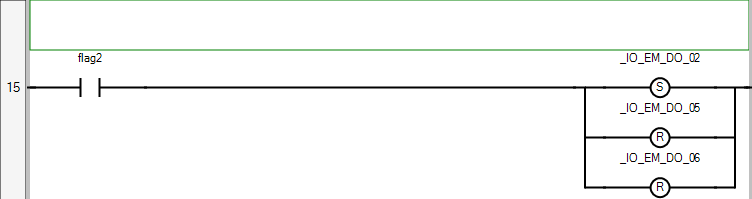 flag2
_IO_EM_DO_02
15
S
_IO_EM_DO_05
R
_IO_EM_DO_06
R